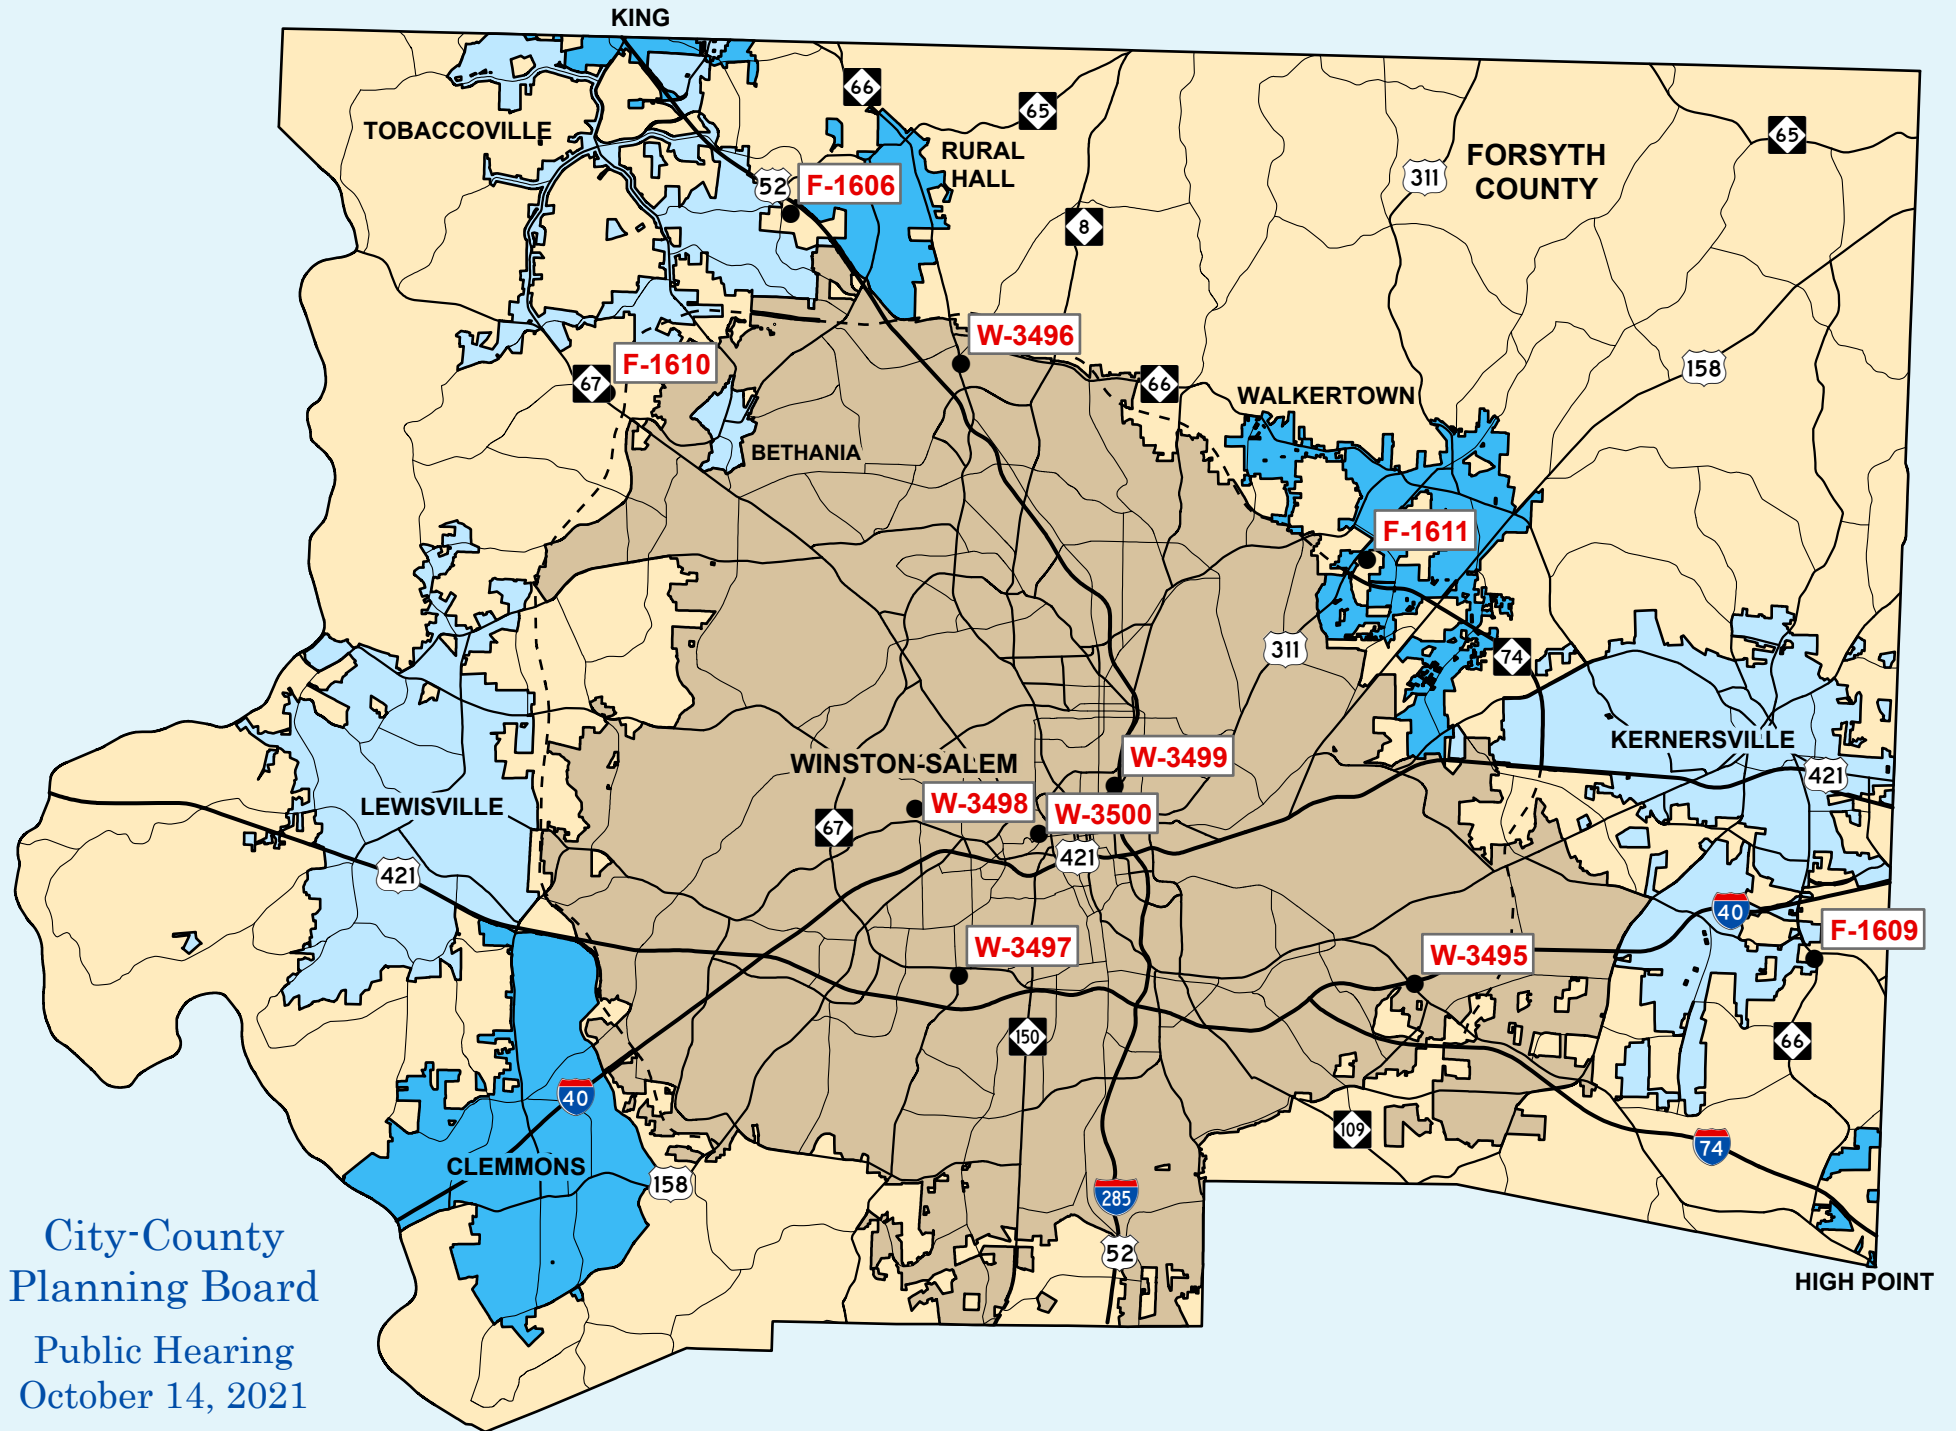 KING
66
65
TOBACCOVILLE
RURAL
HALL
65
FORSYTH
COUNTY
311
52
F-1606
8
W-3496
F-1610
67
66
158
WALKERTOWN
BETHANIA
F-1611
311
74
KERNERSVILLE
WINSTON-SALEM
W-3499
421
LEWISVILLE
W-3498
W-3500
67
421
421
40
F-1609
W-3497
W-3495
150
66
40
109
74
CLEMMONS
158
285
52
HIGH POINT
City-County
Planning Board
Public Hearing
October 14, 2021